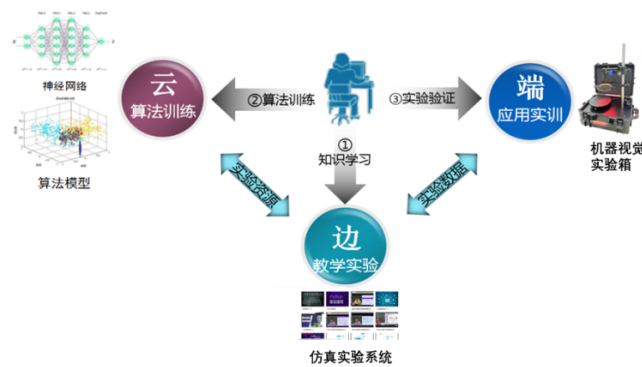 神经网络
算法模型
云
算法训练
②算法训练
③实验验证
端
应用实训
机器视觉
实验箱
①
知识学习
实验资源
实验数据
边
教学实验
仿真实验系统